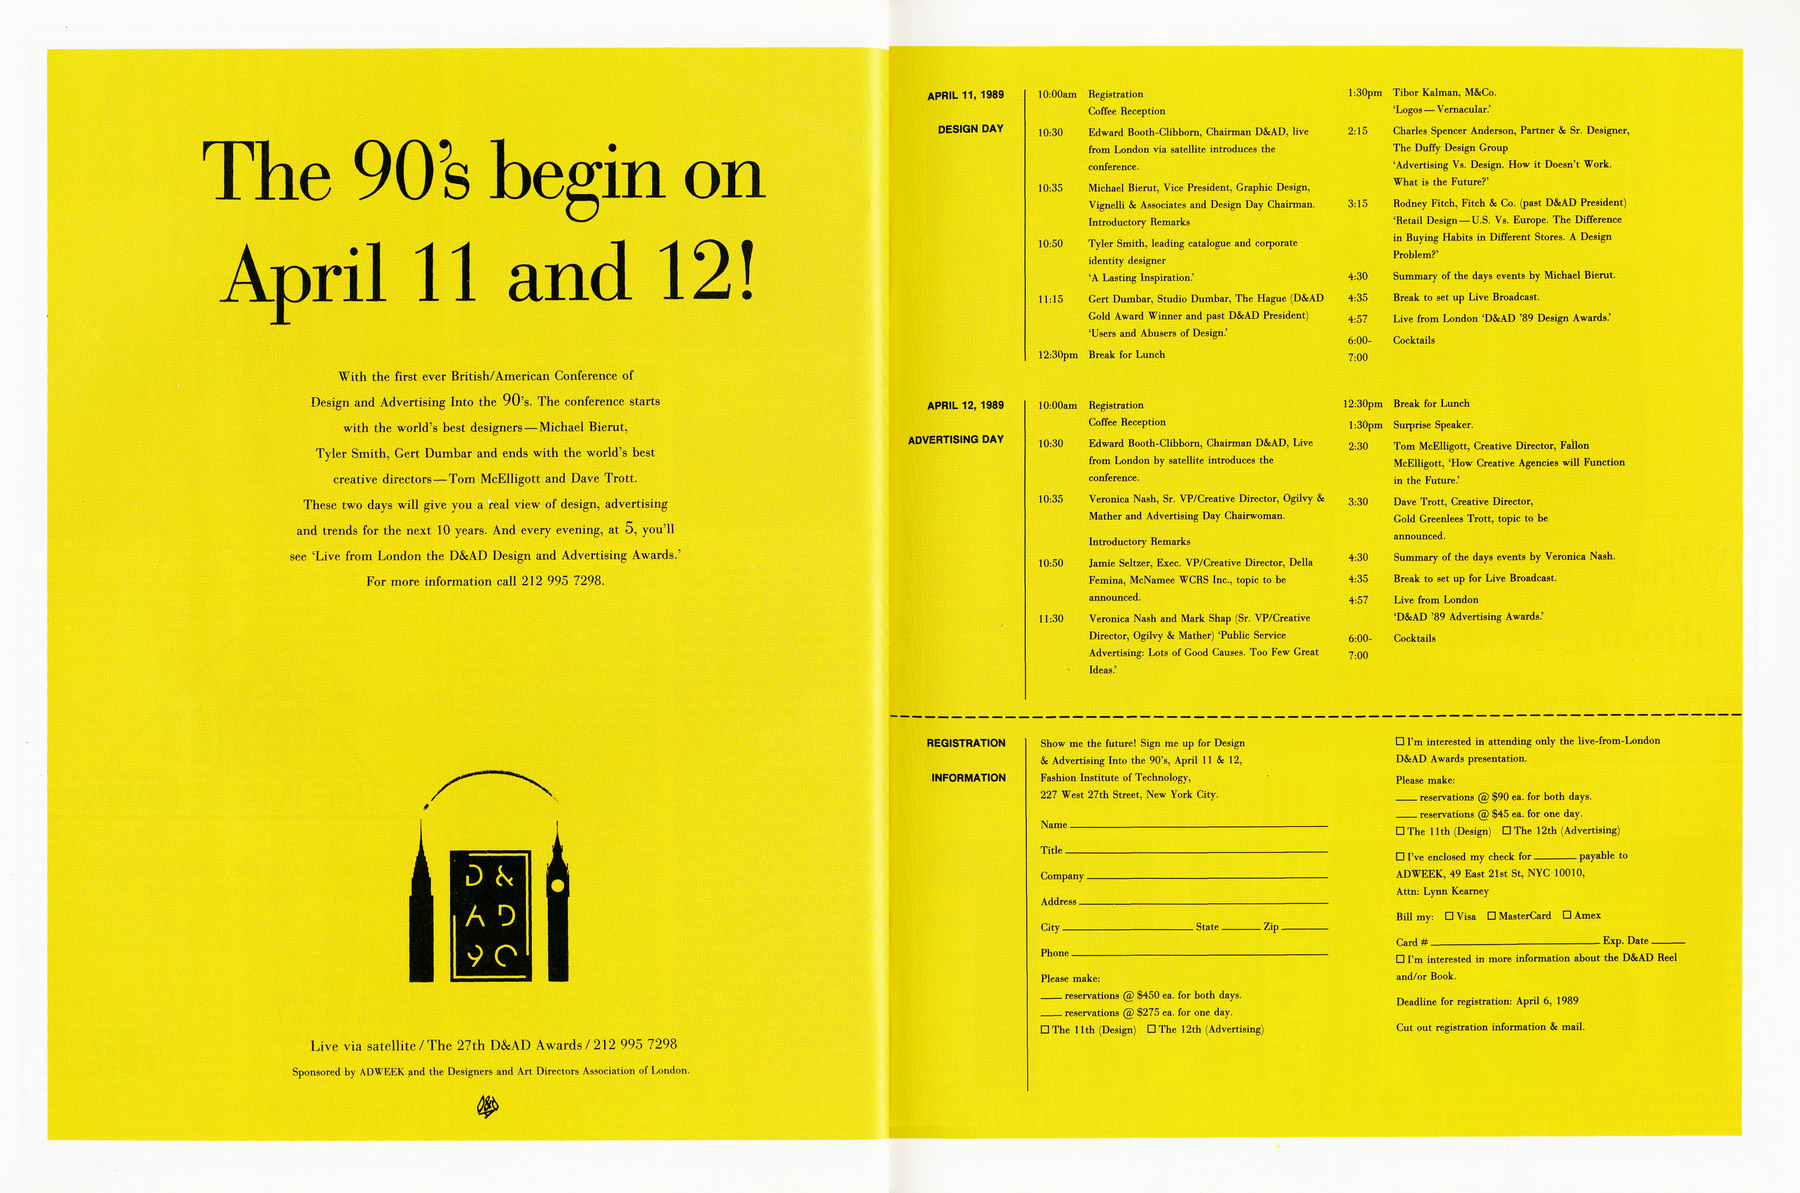 The 90's begin on
April 11 and 12!
With the first ever British/American Conference of
Design and Advertising Into the 90's. The conference starts
with the world's best designers—Michael Bierut,
Tyler Smith, Gert Dumbar and ends with the world's best
creative directors—Tom McElligott and Dave Trott.
These two days will give you a real view of design, advertising
and trends for the next 10 years. And every evening, at 5, you'll
see 'Live from London the D&AD Design and Advertising Awards.'
For more information call 212 995 7298.
D&
AD
90
Live via satellite/The 27th D&AD Awards/212 995 7298
Sponsored by ADWEEK and the Designers and Art Directors Association of London.
D&AD
APRIL 11, 1989
DESIGN DAY
10:00am Registration
Coffee Reception
10:30 Edward Booth-Clibborn, Chairman D&AD, live
from London via satellite introduces the
conference.
10:35 Michael Bierut, Vice President, Graphic Design,
Vignelli & Associates and Design Day Chairman.
Introductory Remarks
10:50 Tyler Smith, leading catalogue and corporate
identity designer
'A Lasting Inspiration.'
11:15 Gert Dumbar, Studio Dumbar, The Hague (D&AD
Gold Award Winner and past D&AD President)
'Users and Abusers of Design.'
12:30pm Break for Lunch
1:30pm Tibor Kalman, M&Co.
'Logos—Vernacular.'
2:15 Charles Spencer Anderson, Partner & Sr. Designer,
The Duffy Design Group
'Advertising Vs. Design. How it Doesn't Work.
What is the Future?'
3:15 Rodney Fitch, Fitch & Co. (past D&AD President)
'Retail Design—U.S. Vs. Europe. The Difference
in Buying Habits in Different Stores. A Design
Problem?'
4:30 Summary of the days events by Michael Bierut.
4:35 Break to set up Live Broadcast.
4:57 Live from London 'D&AD '89 Design Awards.'
6:00- Cocktails
7:00
APRIL 12, 1989
ADVERTISING DAY
10:00am Registration
Coffee Reception
10:30 Edward Booth-Clibborn, Chairman D&AD, Live
from London by satellite introduces the
conference.
10:35 Veronica Nash, Sr. VP/Creative Director, Ogilvy &
Mather and Advertising Day Chairwoman.
Introductory Remarks
10:50 Jamie Seltzer, Exec. VP/Creative Director, Della
Femina, McNamee WCRS Inc., topic to be
announced.
11:30 Veronica Nash and Mark Shap (Sr. VP/Creative
Director, Ogilvy & Mather) 'Public Service
Advertising: Lots of Good Causes. Too Few Great
Ideas.'
12:30pm Break for Lunch
1:30pm Surprise Speaker.
2:30 Tom McElligott, Creative Director, Fallon
McElligott, 'How Creative Agencies will Function
in the Future.'
3:30 Dave Trott, Creative Director,
Gold Greenlees Trott, topic to be
announced.
4:30 Summary of the days events by Veronica Nash.
4:35 Break to set up for Live Broadcast.
4:57 Live from London
'D&AD '89 Advertising Awards.'
6:00- Cocktails
7:00
REGISTRATION
INFORMATION
Show me the future! Sign me up for Design
& Advertising Into the 90's, April 11 & 12,
Fashion Institute of Technology,
227 West 27th Street, New York City.
Name
Title
Company
Address
City State Zip
Phone
Please make:
reservations @ $450 ea. for both days.
reservations @ $275 ea. for one day.
☐ The 11th (Design) ☐ The 12th (Advertising)
☐ I'm interested in attending only the live-from-London
D&AD Awards presentation.
Please make:
reservations @ $90 ea. for both days.
reservations @ $45 ea. for one day.
☐ The 11th (Design) ☐ The 12th (Advertising)
☐ I've enclosed my check for payable to
ADWEEK, 49 East 21st St, NYC 10010,
Attn: Lynn Kearney
Bill my: ☐ Visa ☐ MasterCard ☐ Amex
Card # Exp. Date
☐ I'm interested in more information about the D&AD Reel
and/or Book.
Deadline for registration: April 6, 1989
Cut out registration information & mail.